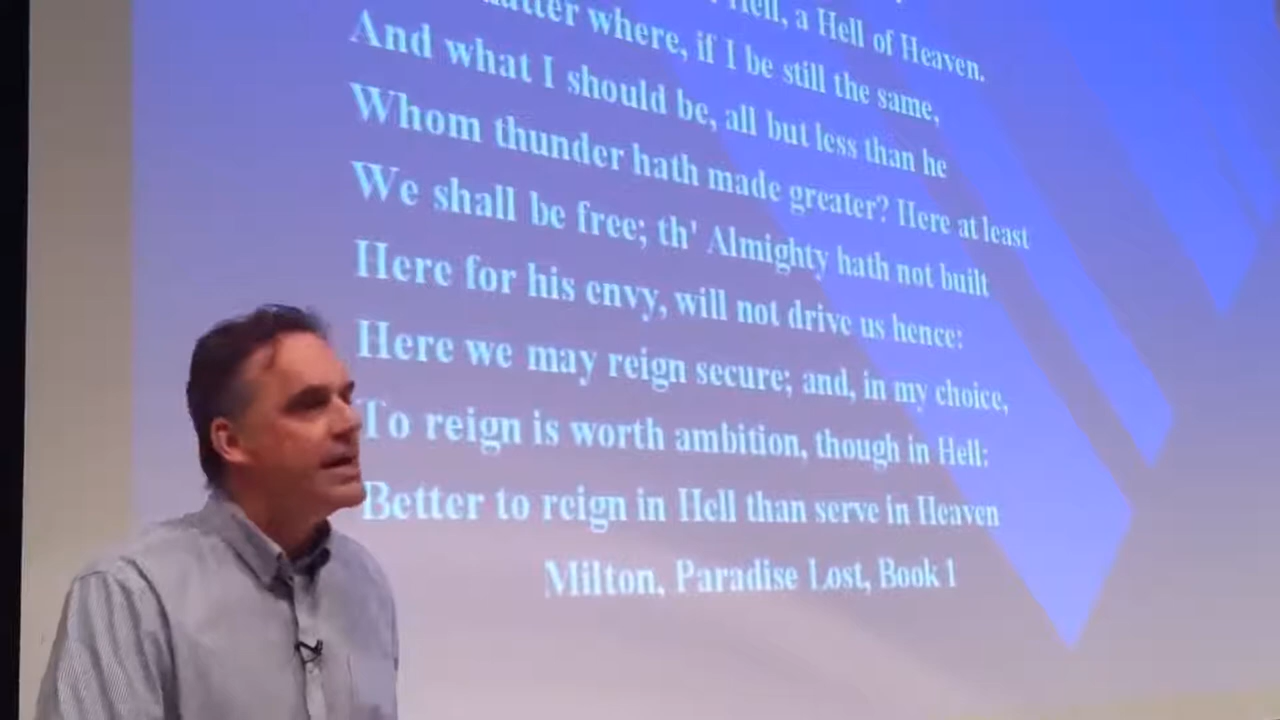 Hell, a Hell of Heaven.
matter where, if I be still the same,
And what I should be, all but less than he
Whom thunder hath made greater? Here at least
We shall be free; th' Almighty hath not built
Here for his envy, will not drive us hence:
Here we may reign secure; and, in my choice,
To reign is worth ambition, though in Hell:
Better to reign in Hell than serve in Heaven
Milton, Paradise Lost, Book 1